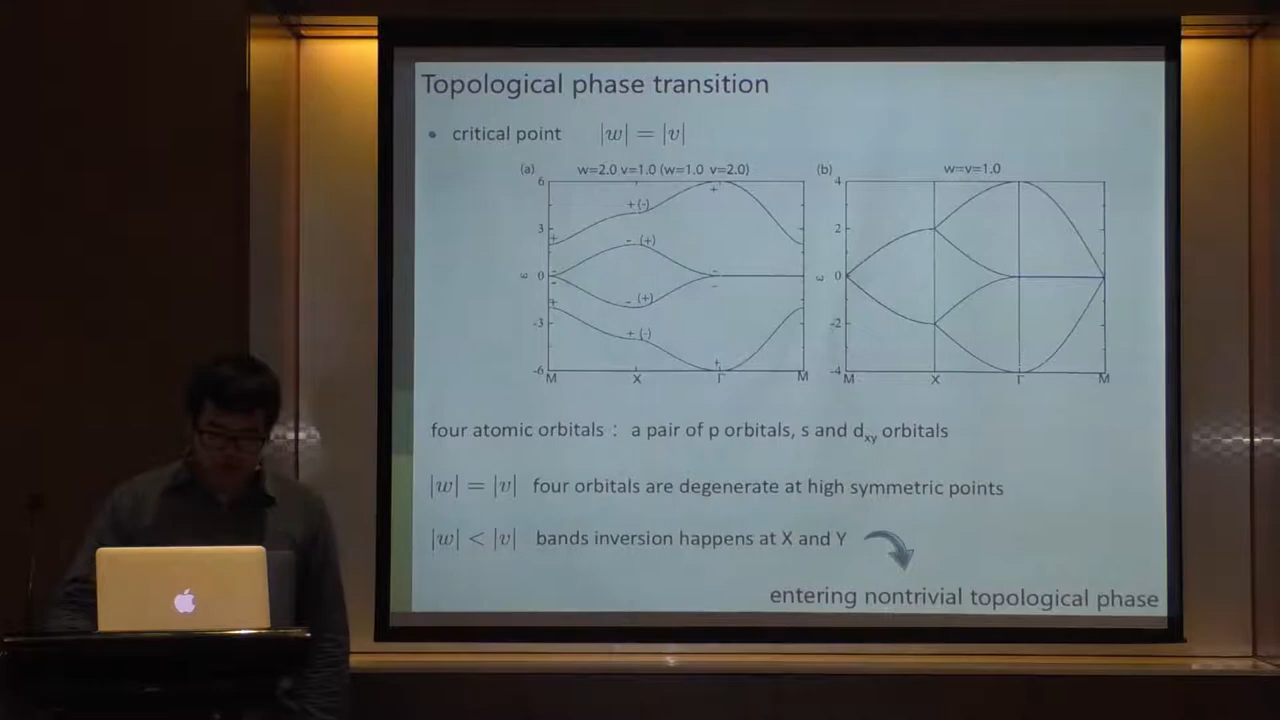 Topological phase transition
• critical point |w| = |v|
(a) w=2.0 v=1.0 (w=1.0 v=2.0)
6
3
ω 0
-3
-6
M X Γ M
+ + (-) +
- - (+) -
- - (+) -
+ + (-) +
(b) w=v=1.0
4
2
ω 0
-2
-4
M X Γ M
four atomic orbitals : a pair of p orbitals, s and dxy orbitals
|w| = |v| four orbitals are degenerate at high symmetric points
|w| < |v| bands inversion happens at X and Y
entering nontrivial topological phase